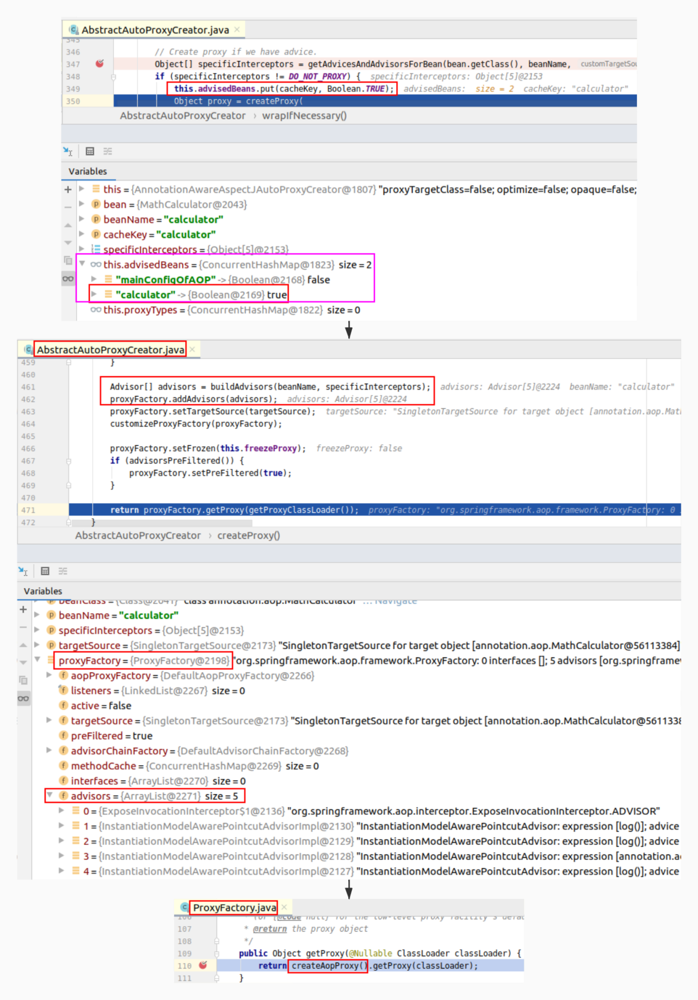 AbstractAutoProxyCreator.java
345
346 // Create proxy if we have advice.
347 Object[] specificInterceptors = getAdvicesAndAdvisorsForBean(bean.getClass(), beanName, customTargetSou
348 if (specificInterceptors != DO_NOT_PROXY) { specificInterceptors: Object[5]@2153
349 this.advisedBeans.put(cacheKey, Boolean.TRUE); advisedBeans: size = 2 cacheKey: "calculator"
350 Object proxy = createProxy(
AbstractAutoProxyCreator › wrapIfNecessary()
Variables
this = {AnnotationAwareAspectJAutoProxyCreator@1807} "proxyTargetClass=false; optimize=false; opaque=false;
bean = {MathCalculator@2043}
beanName = "calculator"
cacheKey = "calculator"
specificInterceptors = {Object[5]@2153}
this.advisedBeans = {ConcurrentHashMap@1823} size = 2
"mainConfigOfAOP" -> {Boolean@2168} false
"calculator" -> {Boolean@2169} true
this.proxyTypes = {ConcurrentHashMap@1822} size = 0
AbstractAutoProxyCreator.java
459 }
460
461 Advisor[] advisors = buildAdvisors(beanName, specificInterceptors); advisors: Advisor[5]@2224 beanName: "calculator"
462 proxyFactory.addAdvisors(advisors); advisors: Advisor[5]@2224
463 proxyFactory.setTargetSource(targetSource); targetSource: "SingletonTargetSource for target object [annotation.aop.Mat
464 customizeProxyFactory(proxyFactory);
465
466 proxyFactory.setFrozen(this.freezeProxy); freezeProxy: false
467 if (advisorsPreFiltered()) {
468 proxyFactory.setPreFiltered(true);
469 }
470
471 return proxyFactory.getProxy(getProxyClassLoader()); proxyFactory: "org.springframework.aop.framework.ProxyFactory: 0
472 }
AbstractAutoProxyCreator › createProxy()
Variables
beanClass = {Class@2041} "class annotation.aop.MathCalculator" ... Navigate
beanName = "calculator"
specificInterceptors = {Object[5]@2153}
targetSource = {SingletonTargetSource@2173} "SingletonTargetSource for target object [annotation.aop.MathCalculator@56113384]
proxyFactory = {ProxyFactory@2198} "org.springframework.aop.framework.ProxyFactory: 0 interfaces []; 5 advisors [org.springframew
aopProxyFactory = {DefaultAopProxyFactory@2266}
listeners = {LinkedList@2267} size = 0
active = false
targetSource = {SingletonTargetSource@2173} "SingletonTargetSource for target object [annotation.aop.MathCalculator@5611338
preFiltered = true
advisorChainFactory = {DefaultAdvisorChainFactory@2268}
methodCache = {ConcurrentHashMap@2269} size = 0
interfaces = {ArrayList@2270} size = 0
advisors = {ArrayList@2271} size = 5
0 = {ExposeInvocationInterceptor$1@2136} "org.springframework.aop.interceptor.ExposeInvocationInterceptor.ADVISOR"
1 = {InstantiationModelAwarePointcutAdvisorImpl@2130} "InstantiationModelAwarePointcutAdvisor: expression [log()]; advice
2 = {InstantiationModelAwarePointcutAdvisorImpl@2129} "InstantiationModelAwarePointcutAdvisor: expression [log()]; advice
3 = {InstantiationModelAwarePointcutAdvisorImpl@2128} "InstantiationModelAwarePointcutAdvisor: expression [annotation.a
4 = {InstantiationModelAwarePointcutAdvisorImpl@2127} "InstantiationModelAwarePointcutAdvisor: expression [log()]; advice
ProxyFactory.java
106 * (or {@code null} for the low-level proxy facility's defau
107 * @return the proxy object
108 */
109 public Object getProxy(@Nullable ClassLoader classLoader) {
110 return createAopProxy().getProxy(classLoader);
111 }